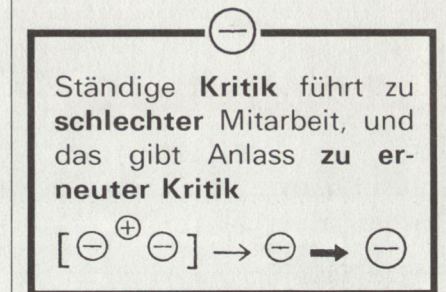 ⊖
Ständige Kritik führt zu
schlechter Mitarbeit, und
das gibt Anlass zu er-
neuter Kritik
[ ⊖ ⊕ ⊖ ] → ⊖ ➞ ⊖